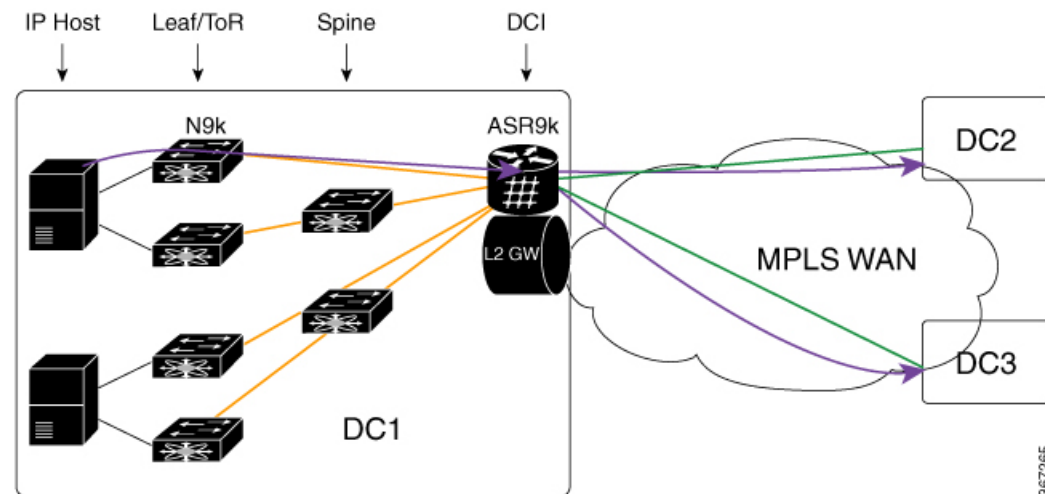 IP Host
Leaf/ToR
Spine
DCI
N9k
ASR9k
DC2
L2 GW
MPLS WAN
DC3
DC1